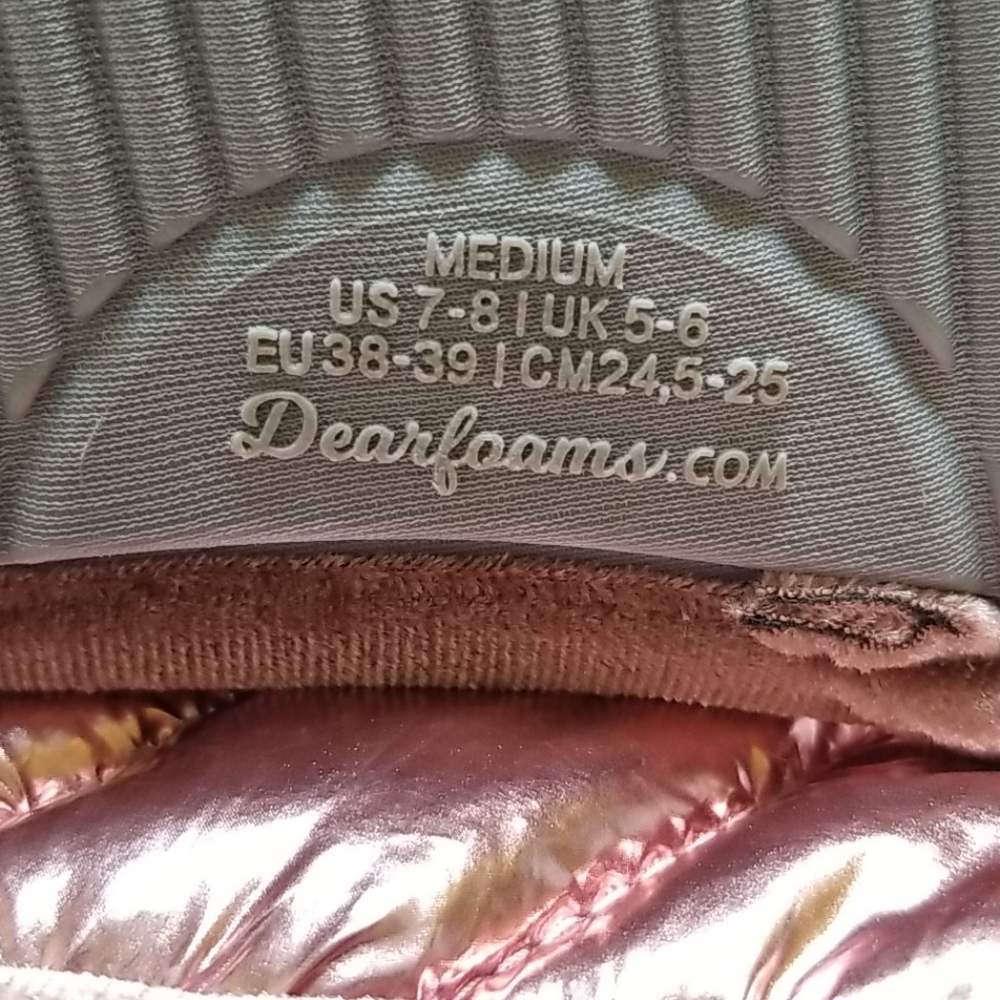 MEDIUM
US 7-8 | UK 5-6
EU 38-39 | CM 24,5-25
Dearfoams.COM